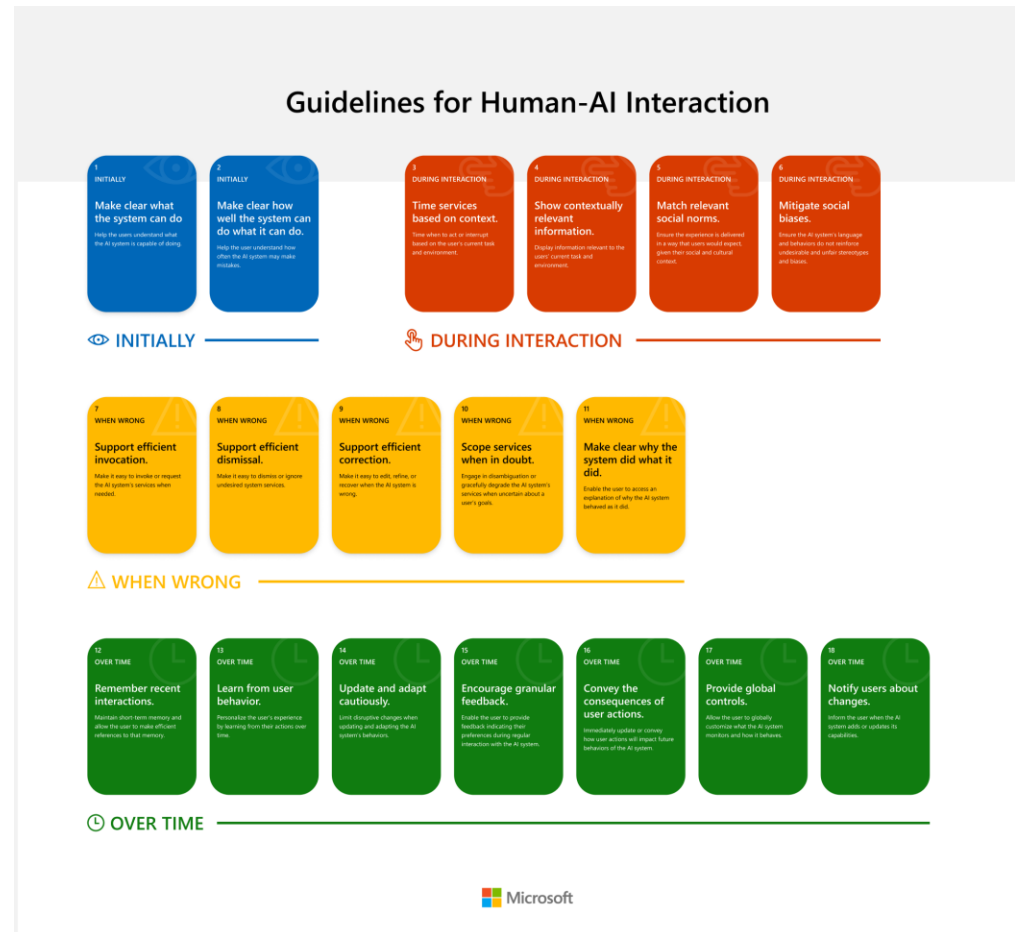 Guidelines for Human-AI Interaction
1
INITIALLY
Make clear what
the system can do
Help the users understand what
the AI system is capable of doing.
2
INITIALLY
Make clear how
well the system can
do what it can do.
Help the user understand how
often the AI system may make
mistakes.
3
DURING INTERACTION
Time services
based on context.
Time when to act or interrupt
based on the user's current task
and environment.
4
DURING INTERACTION
Show contextually
relevant
information.
Display information relevant to the
users' current task and
environment.
5
DURING INTERACTION
Match relevant
social norms.
Ensure the experience is delivered
in a way that users would expect,
given their social and cultural
context.
6
DURING INTERACTION
Mitigate social
biases.
Ensure the AI system's language
and behaviors do not reinforce
undesirable and unfair stereotypes
and biases.
INITIALLY
DURING INTERACTION
7
WHEN WRONG
Support efficient
invocation.
Make it easy to invoke or request
the AI system's services when
needed.
8
WHEN WRONG
Support efficient
dismissal.
Make it easy to dismiss or ignore
undesired system services.
9
WHEN WRONG
Support efficient
correction.
Make it easy to edit, refine, or
recover when the AI system is
wrong.
10
WHEN WRONG
Scope services
when in doubt.
Engage in disambiguation or
gracefully degrade the AI system's
services when uncertain about a
user's goals.
11
WHEN WRONG
Make clear why the
system did what it
did.
Enable the user to access an
explanation of why the AI system
behaved as it did.
WHEN WRONG
12
OVER TIME
Remember recent
interactions.
Maintain short-term memory and
allow the user to make efficient
references to that memory.
13
OVER TIME
Learn from user
behavior.
Personalize the user's experience
by learning from their actions over
time.
14
OVER TIME
Update and adapt
cautiously.
Limit disruptive changes when
updating and adapting the AI
system's behaviors.
15
OVER TIME
Encourage granular
feedback.
Enable the user to provide
feedback indicating their
preferences during regular
interaction with the AI system.
16
OVER TIME
Convey the
consequences of
user actions.
Immediately update or convey
how user actions will impact future
behaviors of the AI system.
17
OVER TIME
Provide global
controls.
Allow the user to globally
customize what the AI system
monitors and how it behaves.
18
OVER TIME
Notify users about
changes.
Inform the user when the AI
system adds or updates its
capabilities.
OVER TIME
Microsoft